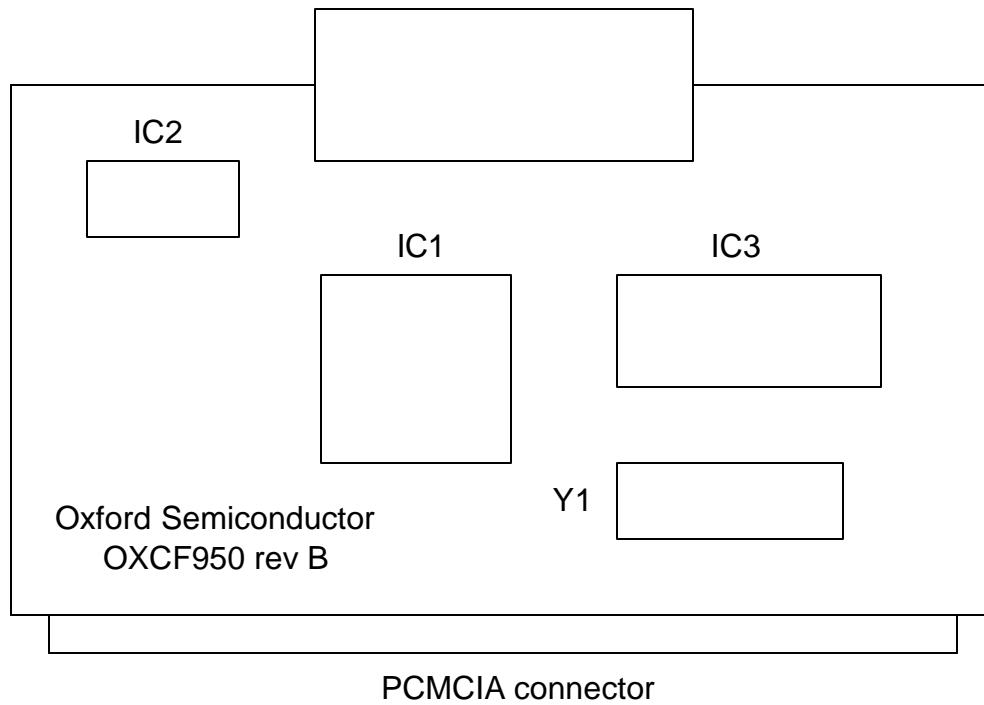 IC2
IC1
IC3
Y1
Oxford Semiconductor
OXCF950 rev B
PCMCIA connector